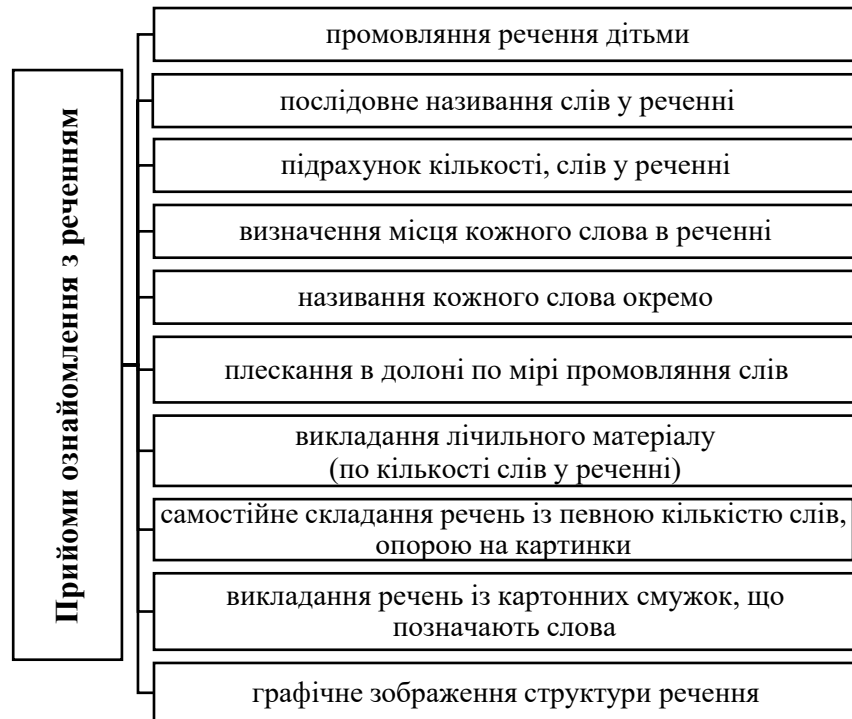 Прийоми ознайомлення з реченням
промовляння речення дітьми
послідовне називання слів у реченні
підрахунок кількості, слів у реченні
визначення місця кожного слова в реченні
називання кожного слова окремо
плескання в долоні по мірі промовляння слів
викладання лічильного матеріалу
(по кількості слів у реченні)
самостійне складання речень із певною кількістю слів,
опорою на картинки
викладання речень із картонних смужок, що
позначають слова
графічне зображення структури речення